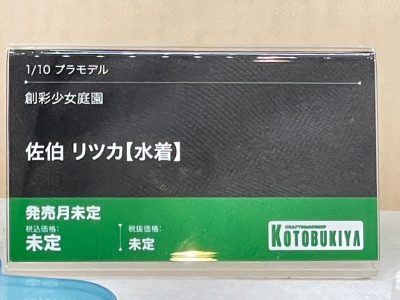 1/10 プラモデル
創彩少女庭園
佐伯 リツカ【水着】
発売月未定
税込価格:
未定
税抜価格:
未定
CRAFTSMANSHIP
KOTOBUKIYA